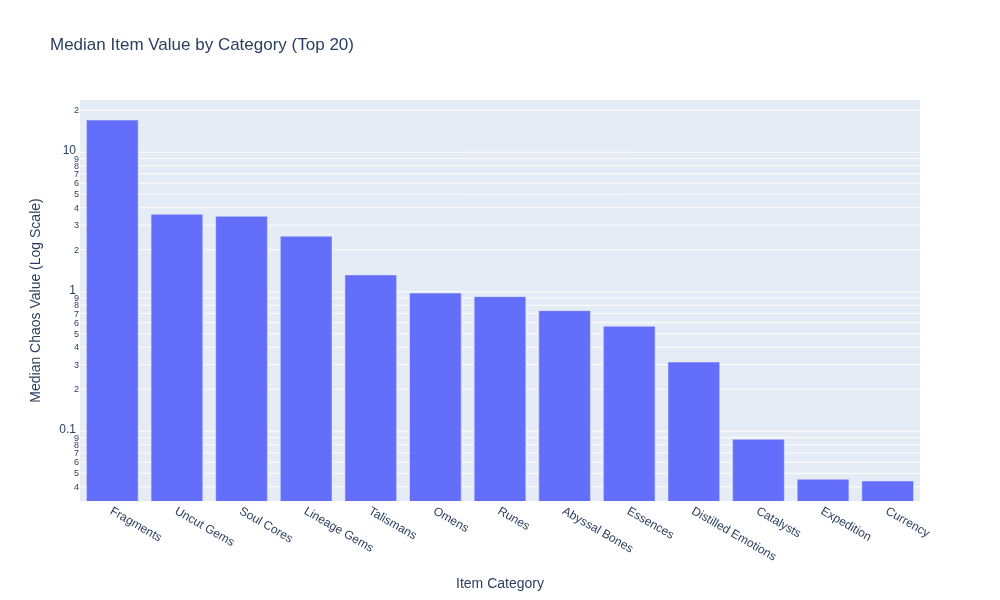 Median Item Value by Category (Top 20)
Median Chaos Value (Log Scale)
2
10
9
8
7
6
5
4
3
2
1
9
8
7
6
5
4
3
2
0.1
9
8
7
6
5
4
Fragments
Uncut Gems
Soul Cores
Lineage Gems
Talismans
Omens
Runes
Abyssal Bones
Essences
Distilled Emotions
Catalysts
Expedition
Currency
Item Category